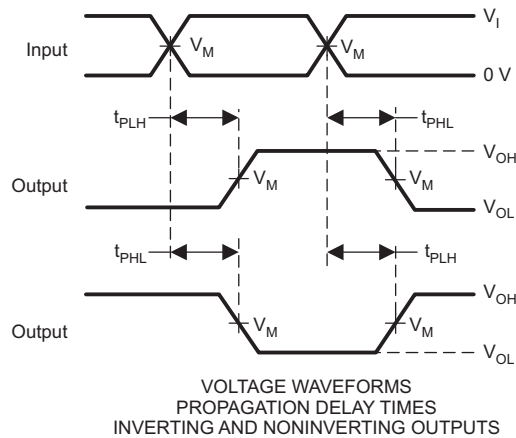 V_I
Input
V_M
V_M
0 V
t_PLH
t_PHL
V_OH
Output
V_M
V_M
V_OL
t_PHL
t_PLH
V_OH
Output
V_M
V_M
V_OL
VOLTAGE WAVEFORMS
PROPAGATION DELAY TIMES
INVERTING AND NONINVERTING OUTPUTS